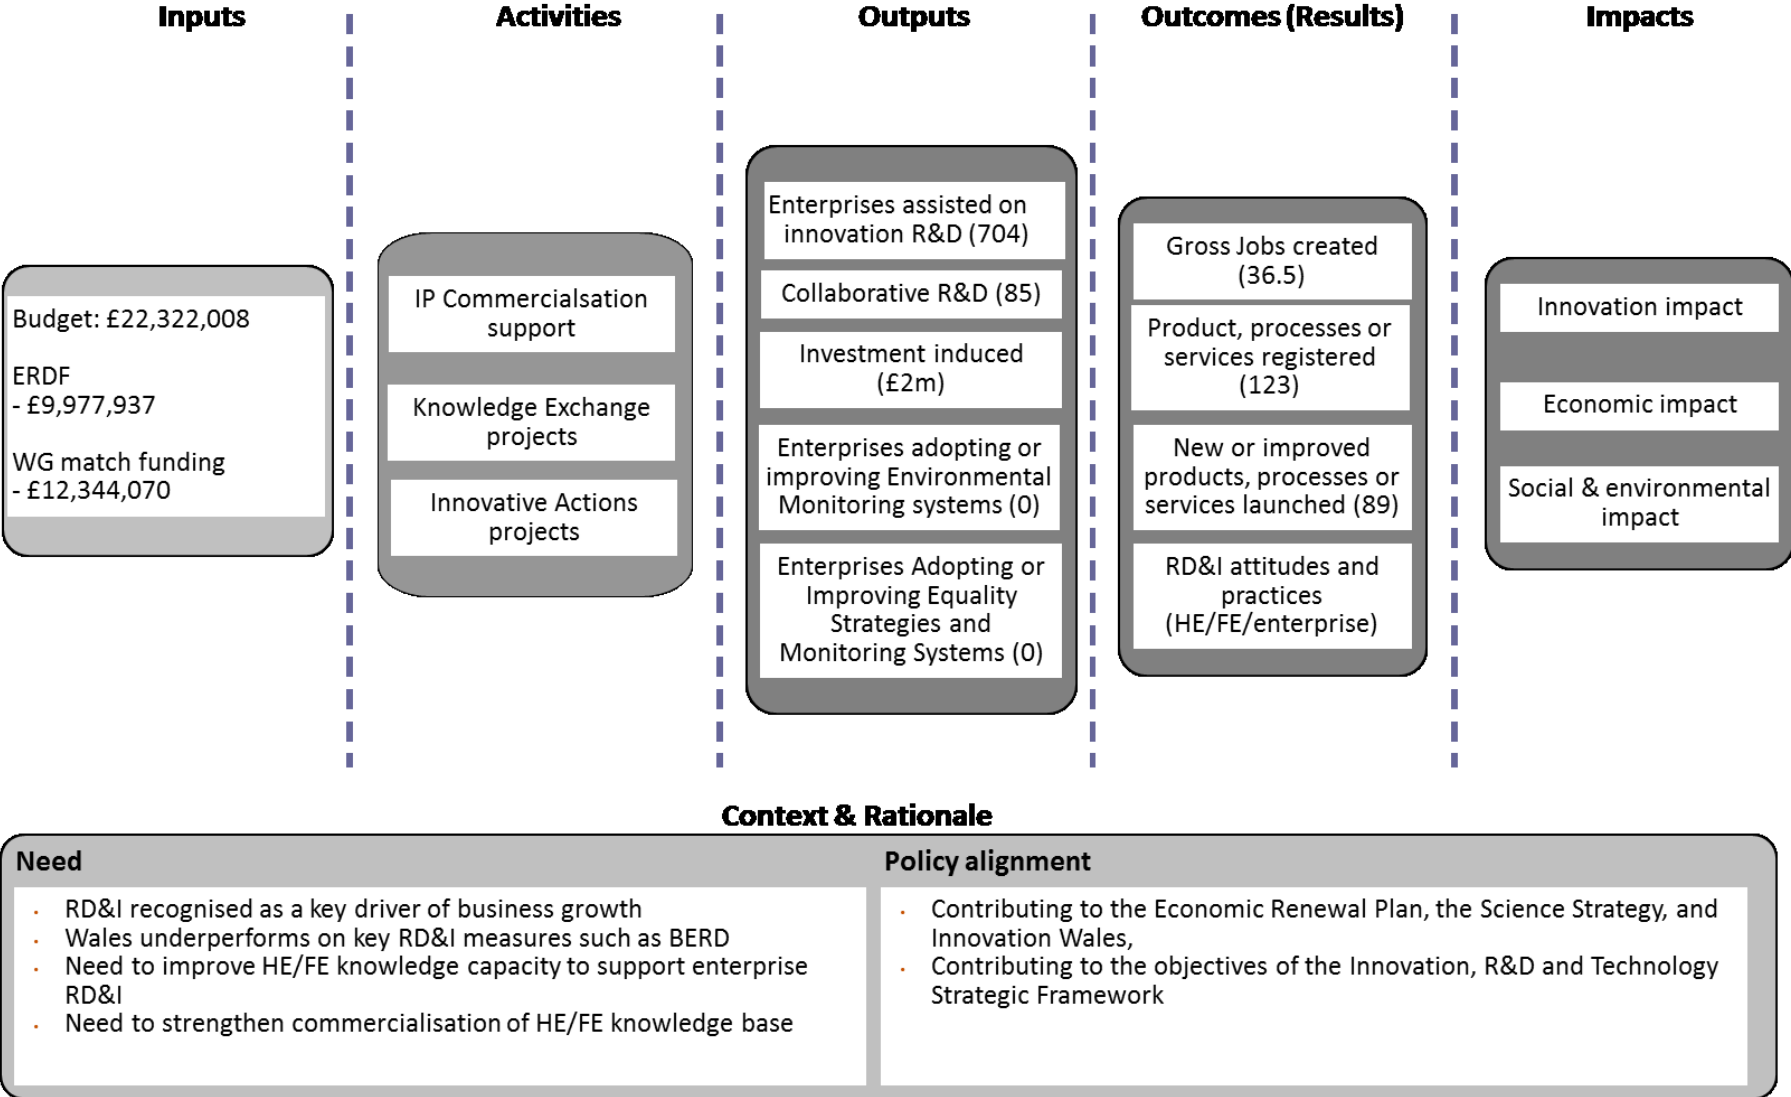 Inputs
Activities
Outputs
Outcomes (Results)
Impacts
Budget: £22,322,008
ERDF
- £9,977,937
WG match funding
- £12,344,070
IP Commercialsation
support
Knowledge Exchange
projects
Innovative Actions
projects
Enterprises assisted on
innovation R&D (704)
Collaborative R&D (85)
Investment induced
(£2m)
Enterprises adopting or
improving Environmental
Monitoring systems (0)
Enterprises Adopting or
Improving Equality
Strategies and
Monitoring Systems (0)
Gross Jobs created
(36.5)
Product, processes or
services registered
(123)
New or improved
products, processes or
services launched (89)
RD&I attitudes and
practices
(HE/FE/enterprise)
Innovation impact
Economic impact
Social & environmental
impact
Context & Rationale
Need
· RD&I recognised as a key driver of business growth
· Wales underperforms on key RD&I measures such as BERD
· Need to improve HE/FE knowledge capacity to support enterprise
RD&I
· Need to strengthen commercialisation of HE/FE knowledge base
Policy alignment
· Contributing to the Economic Renewal Plan, the Science Strategy, and
Innovation Wales,
· Contributing to the objectives of the Innovation, R&D and Technology
Strategic Framework